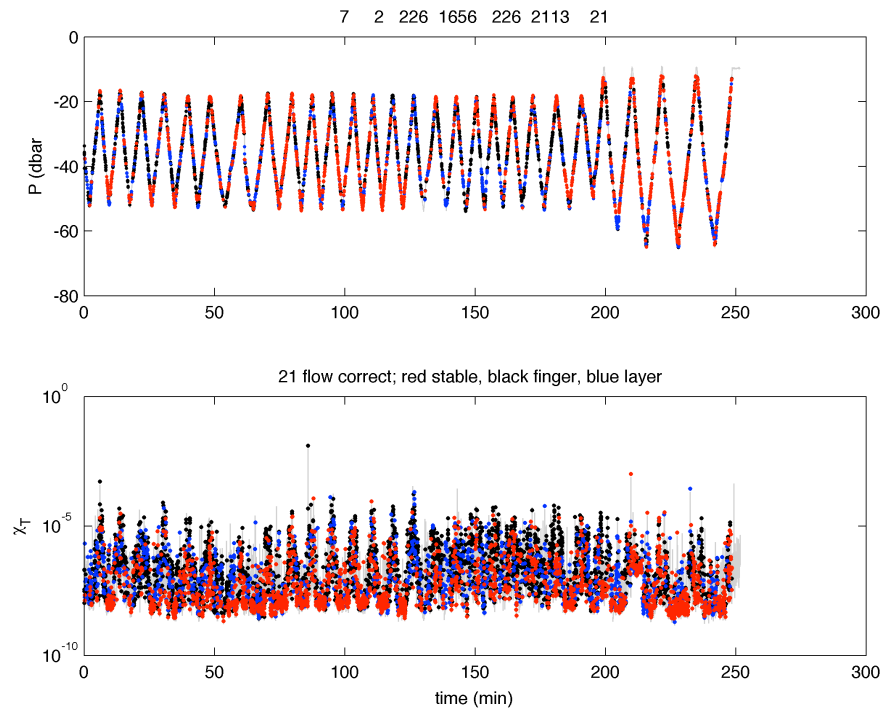 7 2 226 1656 226 2113 21
0
-20
-40
-60
-80
P (dbar
0 50 100 150 200 250 300
21 flow correct; red stable, black finger, blue layer
10^0
10^-5
10^-10
χ_T
0 50 100 150 200 250 300
time (min)